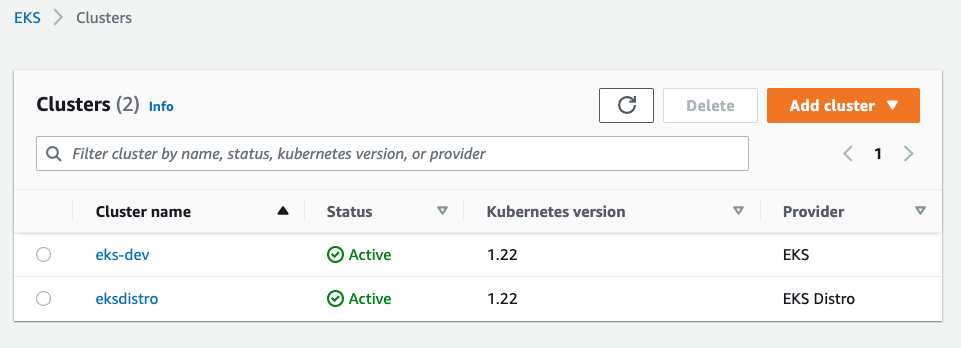 EKS > Clusters
Clusters (2) Info Delete Add cluster
Filter cluster by name, status, kubernetes version, or provider 1
Cluster name Status Kubernetes version Provider
eks-dev Active 1.22 EKS
eksdistro Active 1.22 EKS Distro